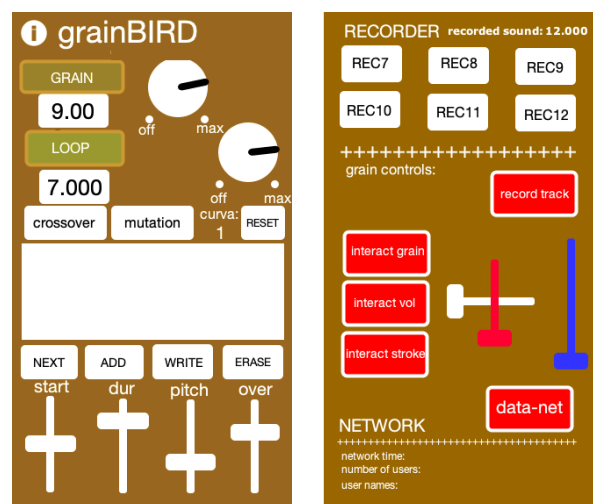 i grainBIRD
GRAIN
9.00
off max
LOOP
7.000
off max
crossover mutation curva: 1 RESET
NEXT ADD WRITE ERASE
start dur pitch over
RECORDER recorded sound: 12.000
REC7 REC8 REC9
REC10 REC11 REC12
++++++++++++++++++
grain controls:
record track
interact grain
interact vol
interact stroke
data-net
NETWORK
++++++++++++++++++++++++++++++++++++++++
network time:
number of users:
user names: